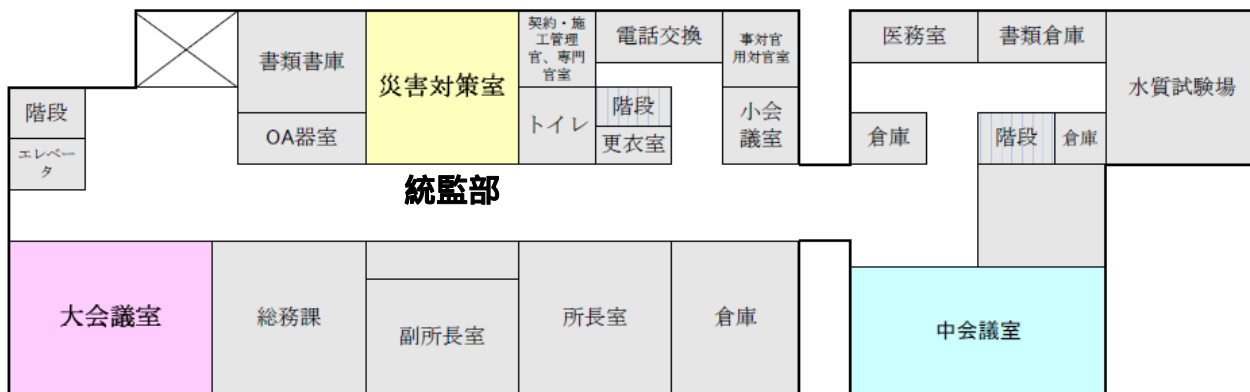 契約・施
工管理
官、専門
官室
電話交換
事対官
用対官室
医務室
書類倉庫
書類書庫
災害対策室
水質試験場
階段
階段
小会
議室
トイレ
OA器室
更衣室
倉庫
階段
倉庫
エレベー
タ
統監部
大会議室
総務課
副所長室
所長室
倉庫
中会議室